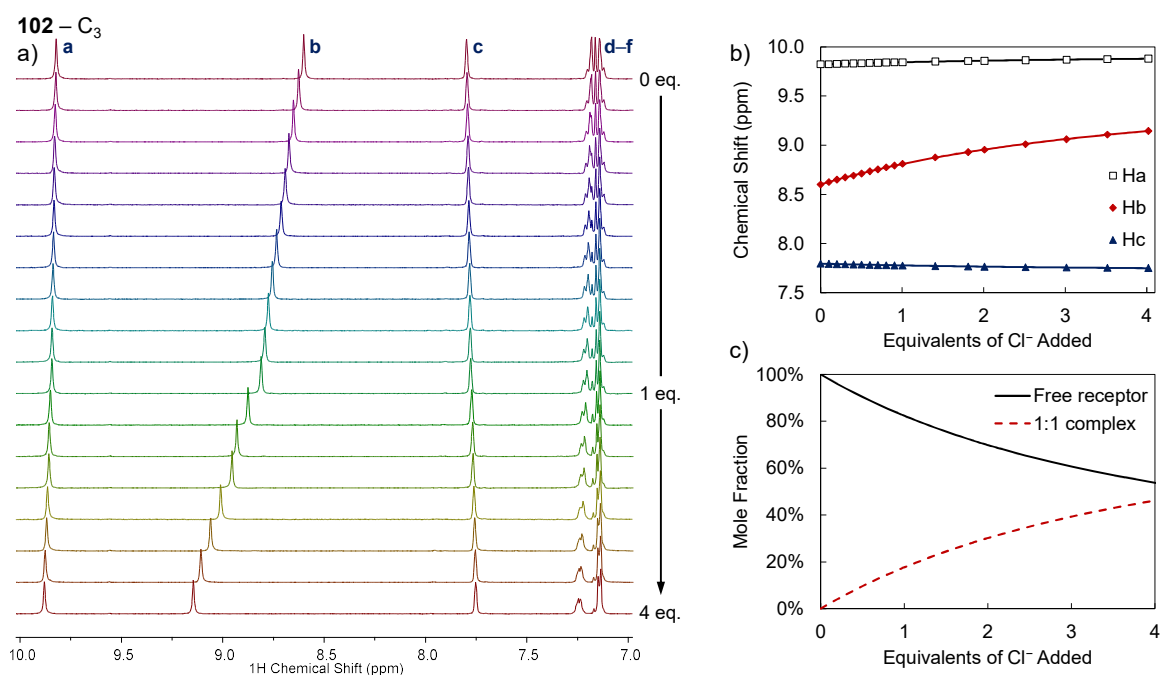 102 – C3
a)
a
b
c
d–f
0 eq.
1 eq.
4 eq.
10.0
9.5
9.0
8.5
8.0
7.5
7.0
1H Chemical Shift (ppm)
b)
10.0
9.5
9.0
8.5
8.0
7.5
Chemical Shift (ppm)
Ha
Hb
Hc
0
1
2
3
4
Equivalents of Cl⁻ Added
c)
100%
80%
60%
40%
20%
0%
Mole Fraction
Free receptor
1:1 complex
0
1
2
3
4
Equivalents of Cl⁻ Added